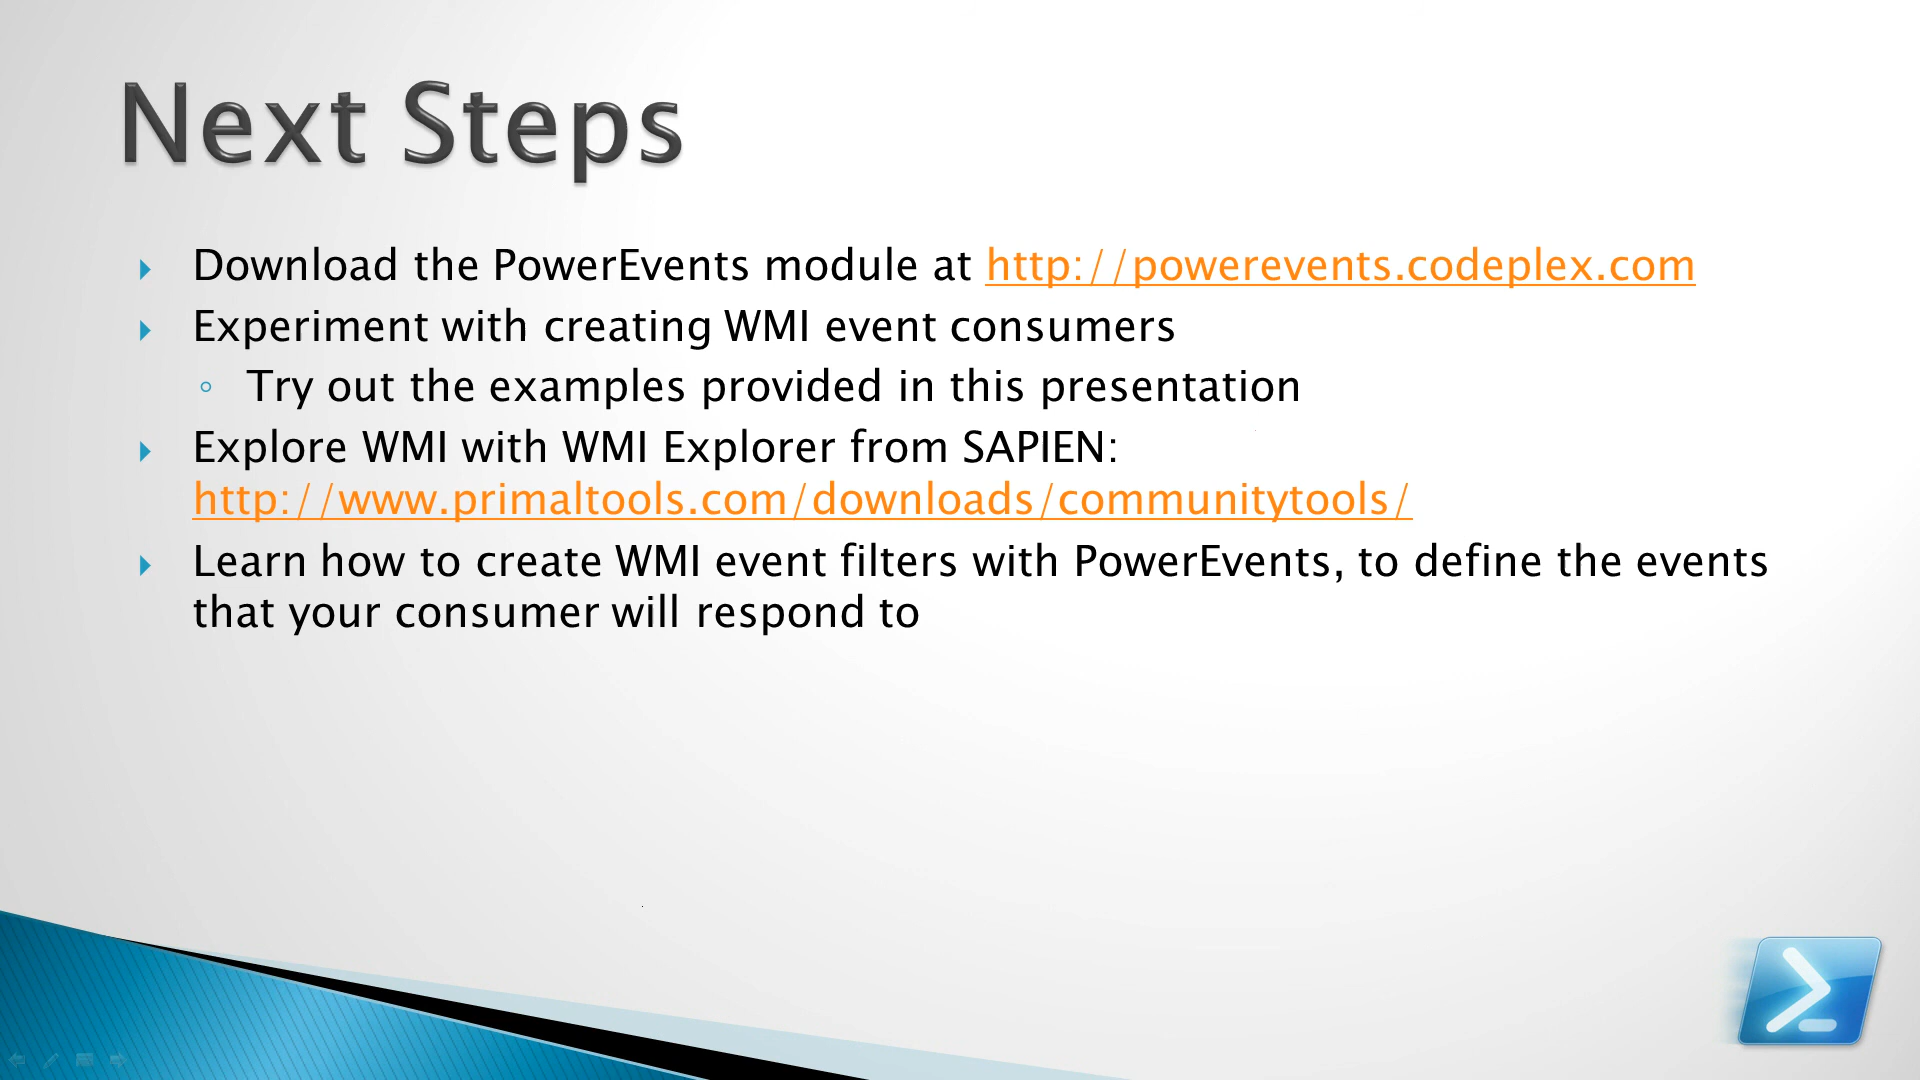 Next Steps
Download the PowerEvents module at http://powerevents.codeplex.com
Experiment with creating WMI event consumers
Try out the examples provided in this presentation
Explore WMI with WMI Explorer from SAPIEN:
http://www.primaltools.com/downloads/communitytools/
Learn how to create WMI event filters with PowerEvents, to define the events
that your consumer will respond to